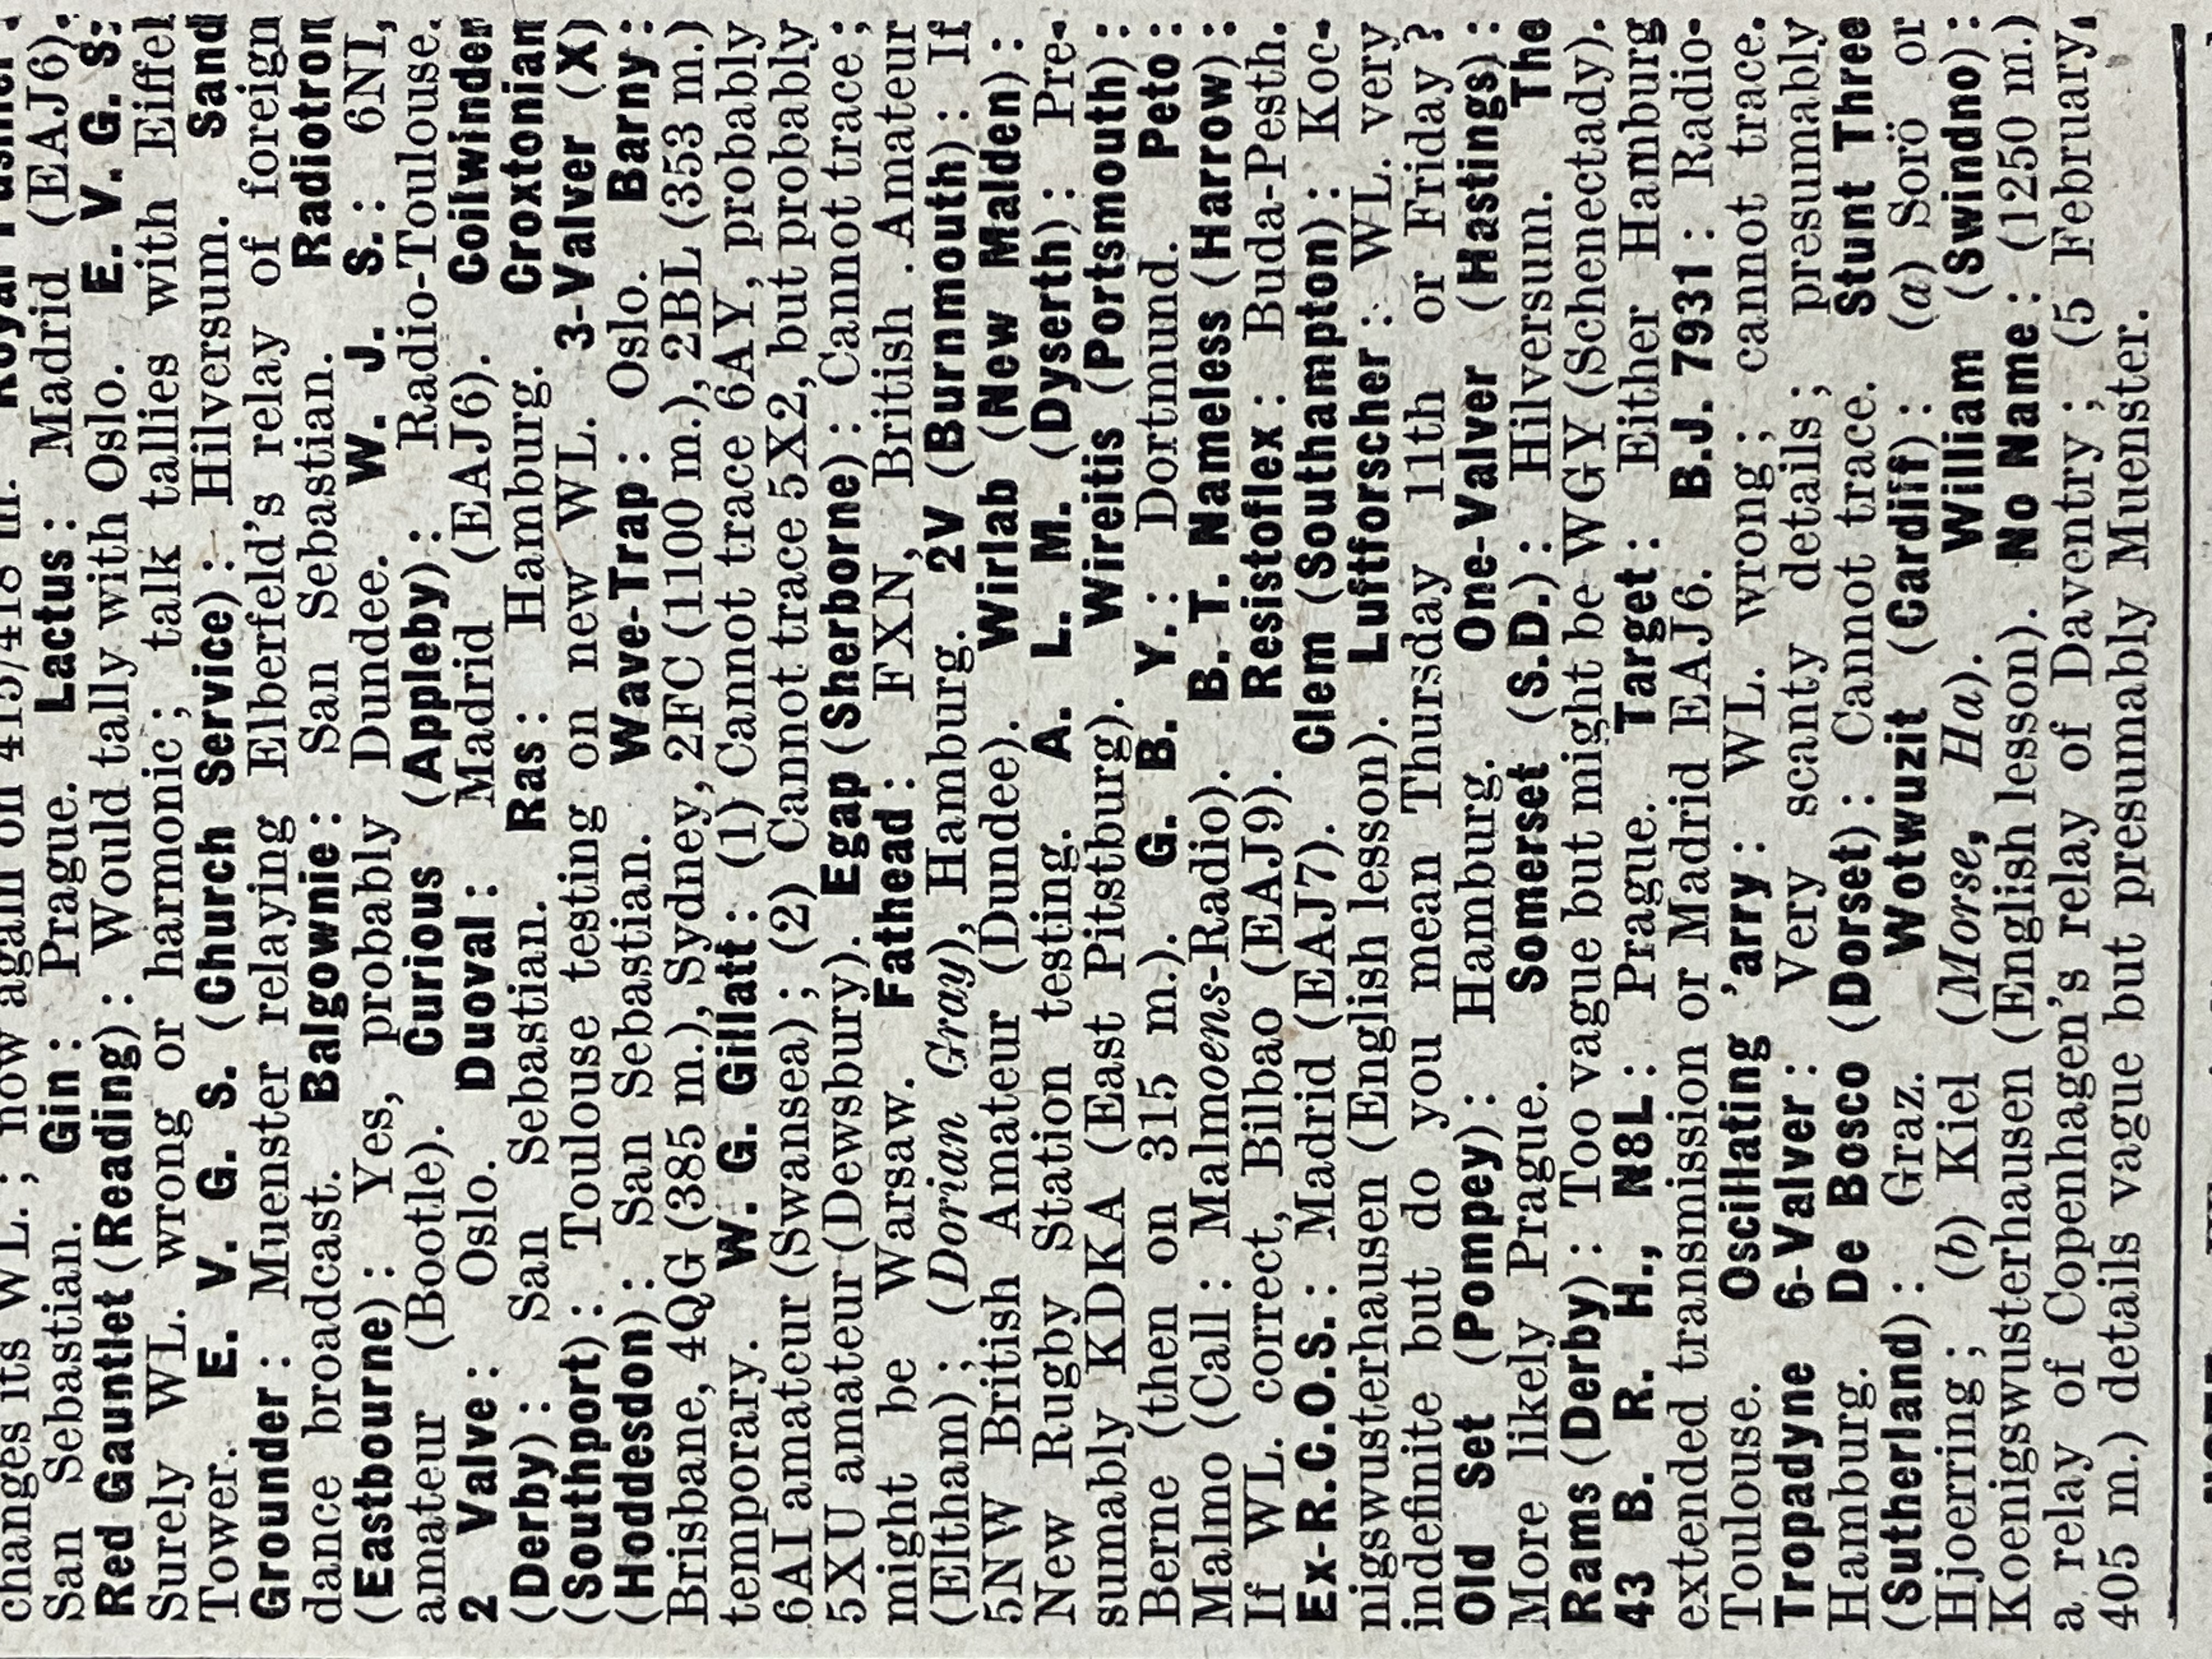 changes its WL. ; now again on 415/418 m. Royal Fusilier :
San Sebastian. Gin : Prague. Lactus : Madrid (EAJ6).
Red Gauntlet (Reading) : Would tally with Oslo. E. V. G. S:
Surely WL. wrong or harmonic ; talk tallies with Eiffel
Tower. E. V. G. S. (Church Service) : Hilversum. Sand
Grounder : Muenster relaying Elberfeld's relay of foreign
dance broadcast. Balgownie : San Sebastian. Radiotron
(Eastbourne) : Yes, probably Dundee. W. J. S. : 6NI,
amateur (Bootle). Curious (Appleby) : Radio-Toulouse.
2 Valve : Oslo. Duoval : Madrid (EAJ6). Coilwinder
(Derby) : San Sebastian. Ras : Hamburg. Croxtonian
(Southport) : Toulouse testing on new WL. 3-Valver (X)
(Hoddesdon) : San Sebastian. Wave-Trap : Oslo. Barny :
Brisbane, 4QG (385 m.), Sydney, 2FC (1100 m.), 2BL (353 m.)
temporary. W. G. Gillatt : (1) Cannot trace 6AY, probably
6AI amateur (Swansea) ; (2) Cannot trace 5X2, but probably
5XU amateur (Dewsbury). Egap (Sherborne) : Cannot trace ;
might be Warsaw. Fathead : FXN, British . Amateur
(Eltham) ; (Dorian Gray), Hamburg. 2V (Burnmouth) : If
5NW British Amateur (Dundee). Wirlab (New Malden) :
New Rugby Station testing. A. L. M. (Dyserth) : Pre-
sumably KDKA (East Pitstburg). Wireitis (Portsmouth) :
Berne (then on 315 m.). G. B. Y. : Dortmund. Peto :
Malmo (Call : Malmoens-Radio). B. T. Nameless (Harrow) :
If WL. correct, Bilbao (EAJ9). Resistoflex : Buda-Pesth.
Ex-R.C.O.S. : Madrid (EAJ7). Clem (Southampton) : Koe-
nigswusterhausen (English lesson). Luftforscher : WL. very
indefinite but do you mean Thursday 11th or Friday ?
Old Set (Pompey) : Hamburg. One-Valver (Hastings) :
More likely Prague. Somerset (S.D.) : Hilversum. The
Rams (Derby) : Too vague but might be WGY (Schenectady).
43 B. R. H., N8L : Prague. Target : Either Hamburg
extended transmission or Madrid EAJ6. B.J. 7931 : Radio-
Toulouse. Oscillating 'arry : WL. wrong ; cannot trace.
Tropadyne 6-Valver : Very scanty details ; presumably
Hamburg. De Bosco (Dorset) : Cannot trace. Stunt Three
(Sutherland) : Graz. Wotwuzit (Cardiff) : (a) Sorö or
Hjoerring ; (b) Kiel (Morse, Ha). William (Swindno) :
Koenigswusterhausen (English lesson). No Name : (1250 m.)
a relay of Copenhagen's relay of Daventry ; (5 February,
405 m.) details vague but presumably Muenster.